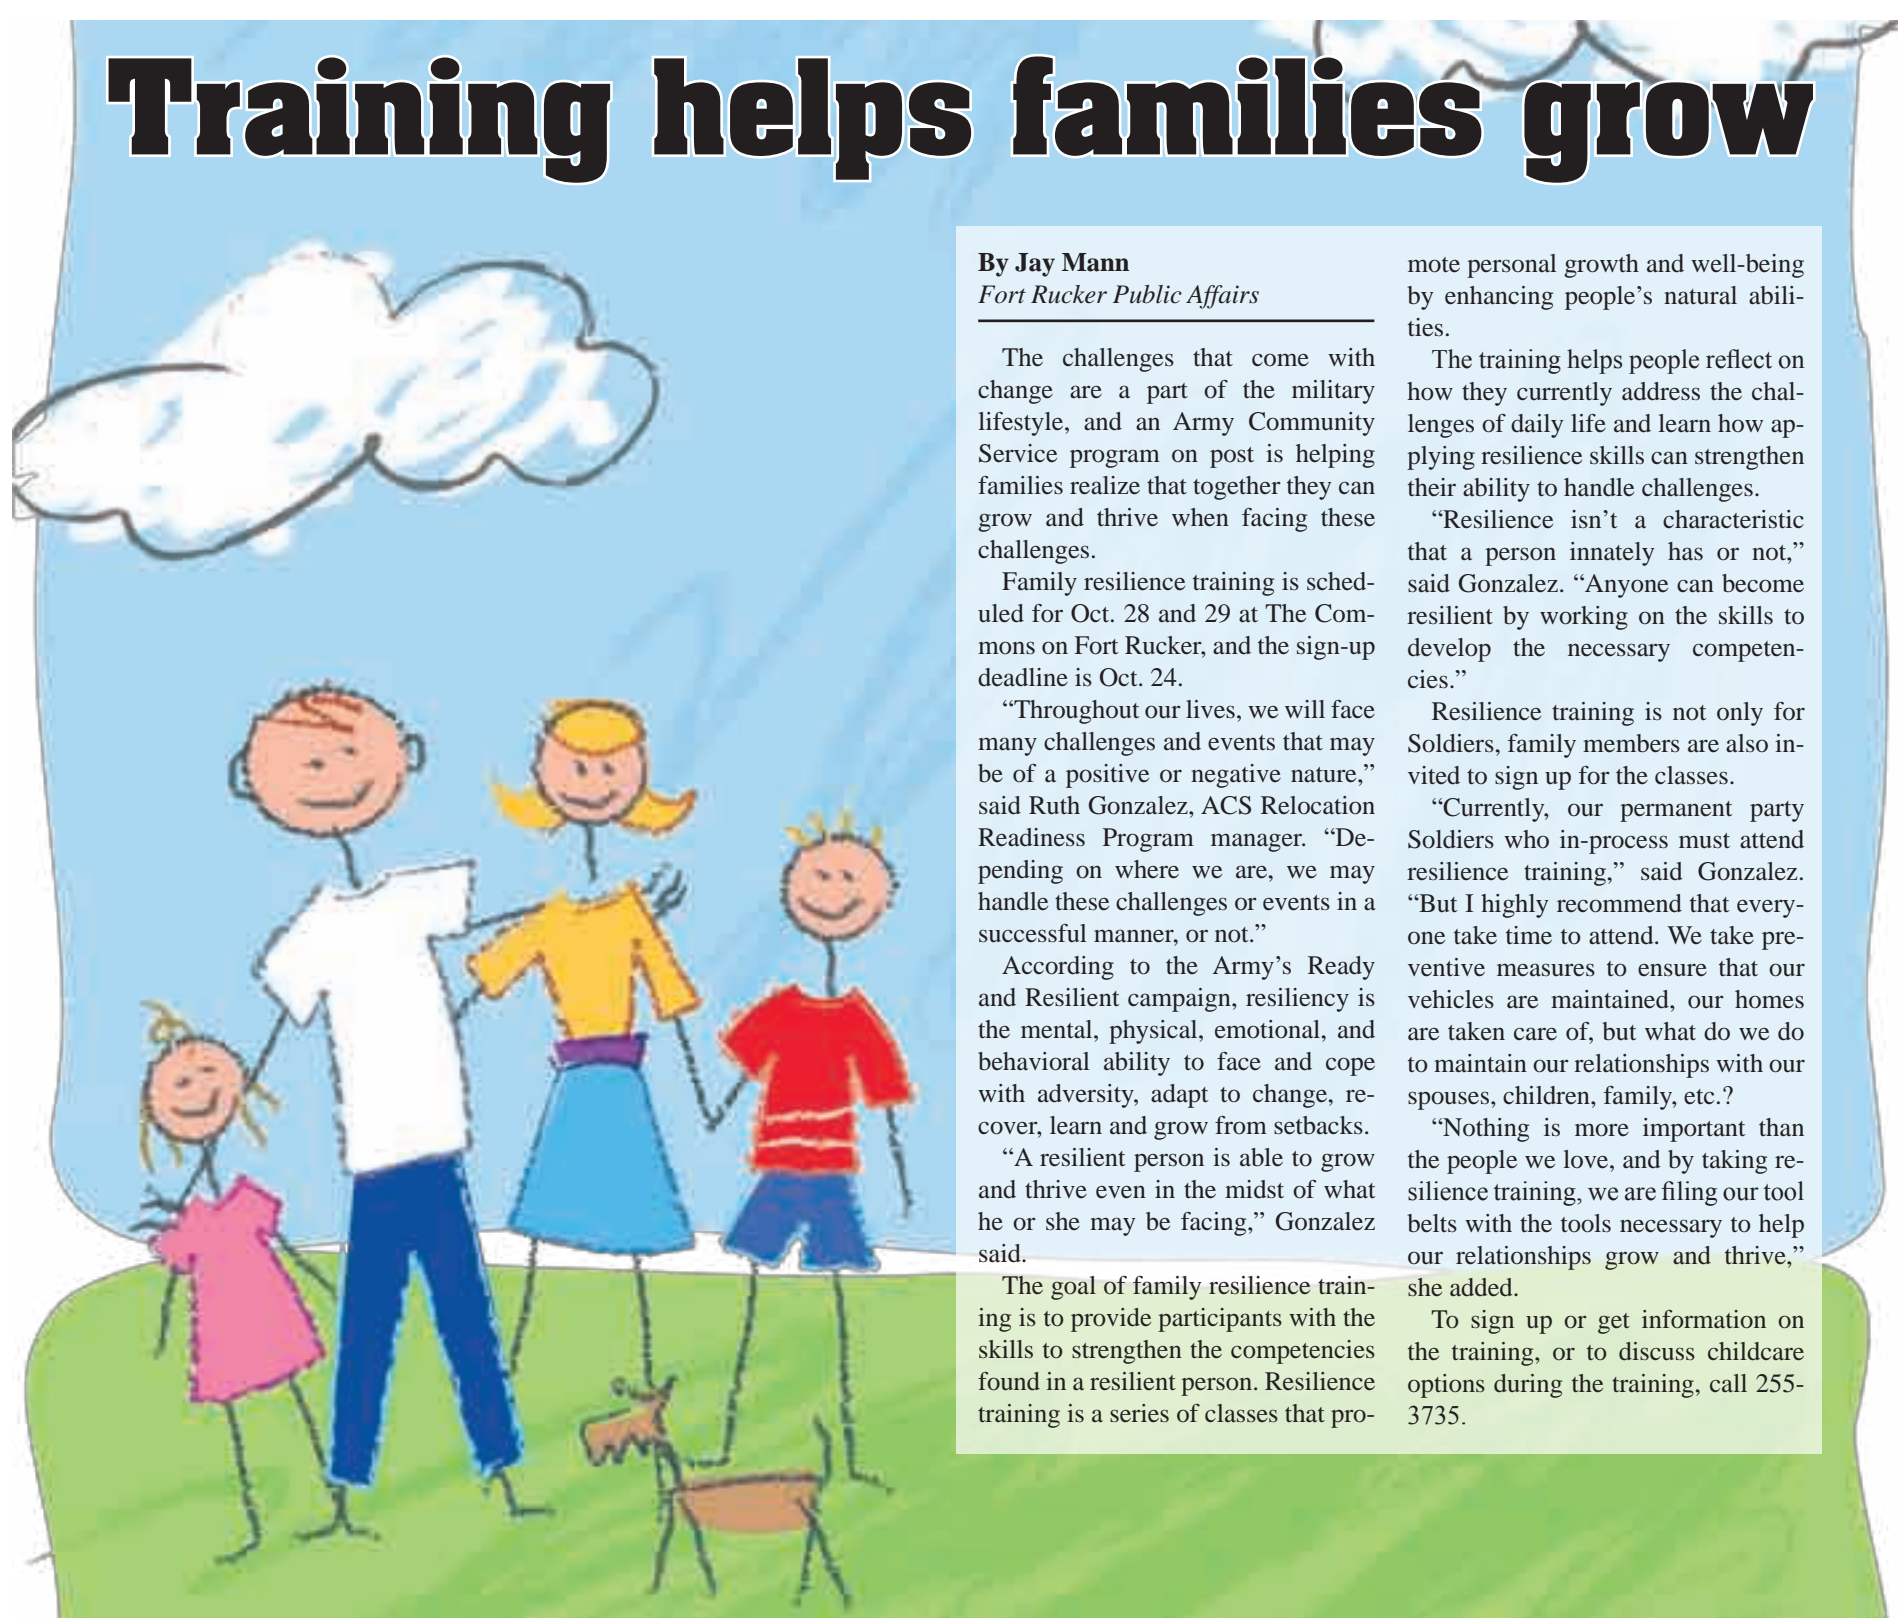 Training helps families grow
By Jay Mann
Fort Rucker Public Affairs
The challenges that come with
change are a part of the military
lifestyle, and an Army Community
Service program on post is helping
families realize that together they can
grow and thrive when facing these
challenges.
Family resilience training is sched-
uled for Oct. 28 and 29 at The Com-
mons on Fort Rucker, and the sign-up
deadline is Oct. 24.
“Throughout our lives, we will face
many challenges and events that may
be of a positive or negative nature,”
said Ruth Gonzalez, ACS Relocation
Readiness Program manager. “De-
pending on where we are, we may
handle these challenges or events in a
successful manner, or not.”
According to the Army’s Ready
and Resilient campaign, resiliency is
the mental, physical, emotional, and
behavioral ability to face and cope
with adversity, adapt to change, re-
cover, learn and grow from setbacks.
“A resilient person is able to grow
and thrive even in the midst of what
he or she may be facing,” Gonzalez
said.
The goal of family resilience train-
ing is to provide participants with the
skills to strengthen the competencies
found in a resilient person. Resilience
training is a series of classes that pro-
mote personal growth and well-being
by enhancing people’s natural abili-
ties.
The training helps people reflect on
how they currently address the chal-
lenges of daily life and learn how ap-
plying resilience skills can strengthen
their ability to handle challenges.
“Resilience isn’t a characteristic
that a person innately has or not,”
said Gonzalez. “Anyone can become
resilient by working on the skills to
develop the necessary competen-
cies.”
Resilience training is not only for
Soldiers, family members are also in-
vited to sign up for the classes.
“Currently, our permanent party
Soldiers who in-process must attend
resilience training,” said Gonzalez.
“But I highly recommend that every-
one take time to attend. We take pre-
ventive measures to ensure that our
vehicles are maintained, our homes
are taken care of, but what do we do
to maintain our relationships with our
spouses, children, family, etc.?
“Nothing is more important than
the people we love, and by taking re-
silience training, we are filing our tool
belts with the tools necessary to help
our relationships grow and thrive,”
she added.
To sign up or get information on
the training, or to discuss childcare
options during the training, call 255-
3735.